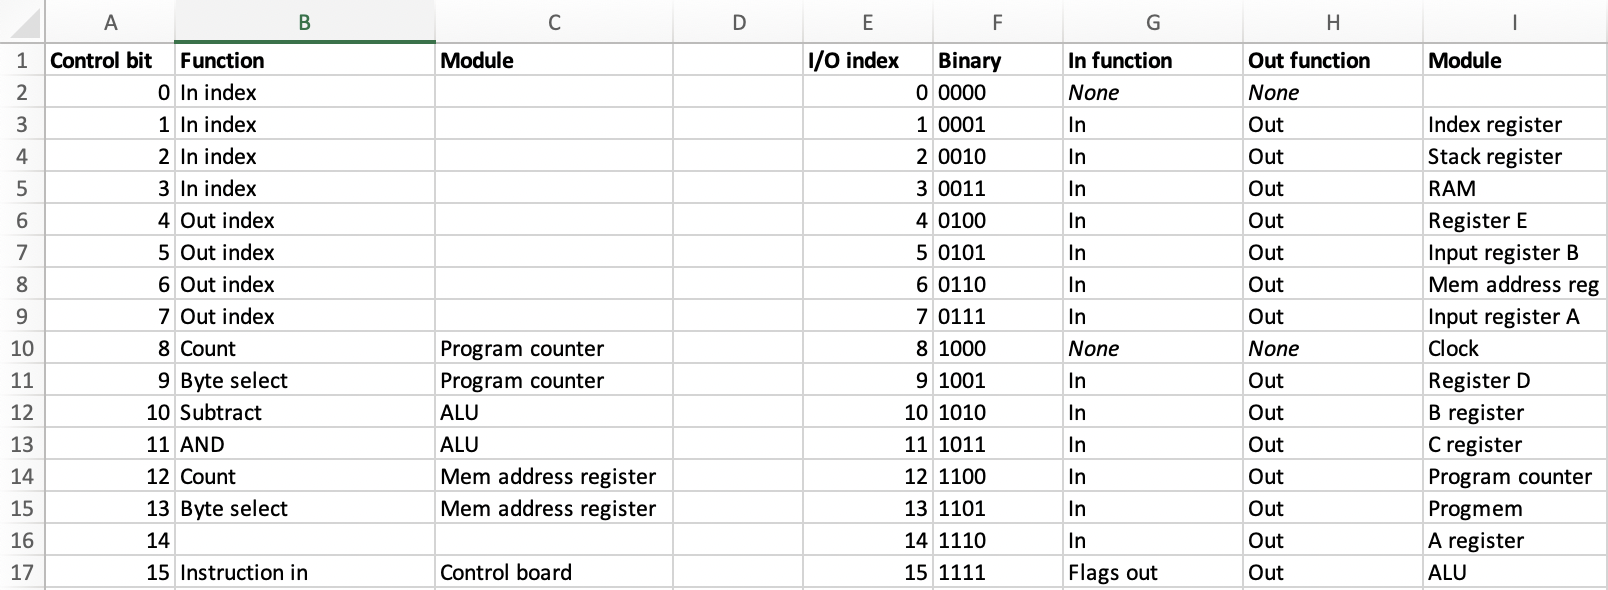 A B C D E F G H I
1 Control bit Function Module I/O index Binary In function Out function Module
2 0 In index 0 0000 None None
3 1 In index 1 0001 In Out Index register
4 2 In index 2 0010 In Out Stack register
5 3 In index 3 0011 In Out RAM
6 4 Out index 4 0100 In Out Register E
7 5 Out index 5 0101 In Out Input register B
8 6 Out index 6 0110 In Out Mem address reg
9 7 Out index 7 0111 In Out Input register A
10 8 Count Program counter 8 1000 None None Clock
11 9 Byte select Program counter 9 1001 In Out Register D
12 10 Subtract ALU 10 1010 In Out B register
13 11 AND ALU 11 1011 In Out C register
14 12 Count Mem address register 12 1100 In Out Program counter
15 13 Byte select Mem address register 13 1101 In Out Progmem
16 14 14 1110 In Out A register
17 15 Instruction in Control board 15 1111 Flags out Out ALU